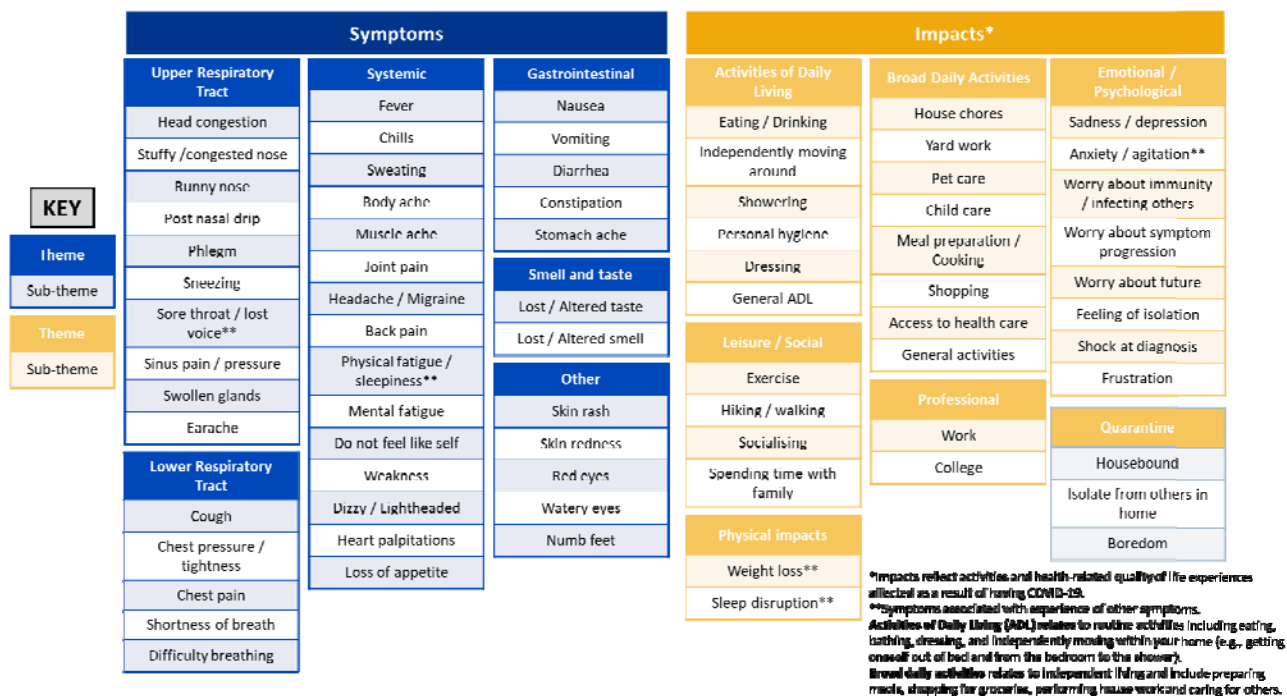 Symptoms
Upper Respiratory
Tract
Head congestion
Stuffy /congested nose
Runny nose
Post nasal drip
Phlegm
Sneezing
Sore throat / lost
voice**
Sinus pain / pressure
Swollen glands
Earache
Lower Respiratory
Tract
Cough
Chest pressure /
tightness
Chest pain
Shortness of breath
Difficulty breathing
Systemic
Fever
Chills
Sweating
Body ache
Muscle ache
Joint pain
Headache / Migraine
Back pain
Physical fatigue /
sleepiness**
Mental fatigue
Do not feel like self
Weakness
Dizzy / Lightheaded
Heart palpitations
Loss of appetite
Gastrointestinal
Nausea
Vomiting
Diarrhea
Constipation
Stomach ache
Smell and taste
Lost / Altered taste
Lost / Altered smell
Other
Skin rash
Skin redness
Red eyes
Watery eyes
Numb feet
KEY
Theme
Sub-theme
Theme
Sub-theme
Impacts*
Activities of Daily
Living
Eating / Drinking
Independently moving
around
Showering
Personal hygiene
Dressing
General ADL
Leisure / Social
Exercise
Hiking / walking
Socialising
Spending time with
family
Physical impacts
Weight loss**
Sleep disruption**
Broad Daily Activities
House chores
Yard work
Pet care
Child care
Meal preparation /
Cooking
Shopping
Access to health care
General activities
Professional
Work
College
Emotional /
Psychological
Sadness / depression
Anxiety / agitation**
Worry about immunity
/ infecting others
Worry about symptom
progression
Worry about future
Feeling of isolation
Shock at diagnosis
Frustration
Quarantine
Housebound
Isolate from others in
home
Boredom
*Impacts reflect activities and health-related quality of life experiences
affected as a result of having COVID-19.
**Symptoms associated with experience of other symptoms.
Activities of Daily Living (ADL) relates to routine activities including eating,
bathing, dressing, and independently moving within your home (e.g., getting
oneself out of bed and from the bedroom to the shower).
Broad daily activities relates to independent living and include preparing
meals, shopping for groceries, performing house work and caring for others.